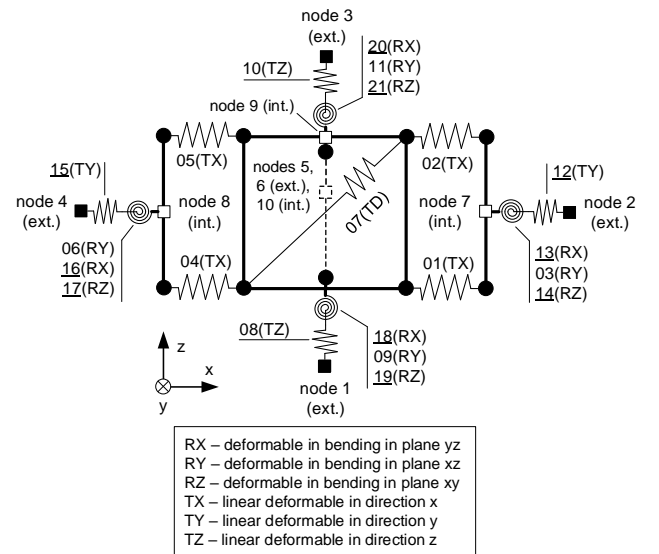 node 3
(ext.)
20(RX)
11(RY)
21(RZ)
10(TZ)
node 9 (int.)
05(TX)
02(TX)
15(TY)
12(TY)
nodes 5,
6 (ext.),
10 (int.)
07(TD)
node 4
(ext.)
node 8
(int.)
node 7
(int.)
node 2
(ext.)
06(RY)
16(RX)
17(RZ)
04(TX)
01(TX)
13(RX)
03(RY)
14(RZ)
08(TZ)
18(RX)
09(RY)
19(RZ)
node 1
(ext.)
z
x
y
RX – deformable in bending in plane yz
RY – deformable in bending in plane xz
RZ – deformable in bending in plane xy
TX – linear deformable in direction x
TY – linear deformable in direction y
TZ – linear deformable in direction z